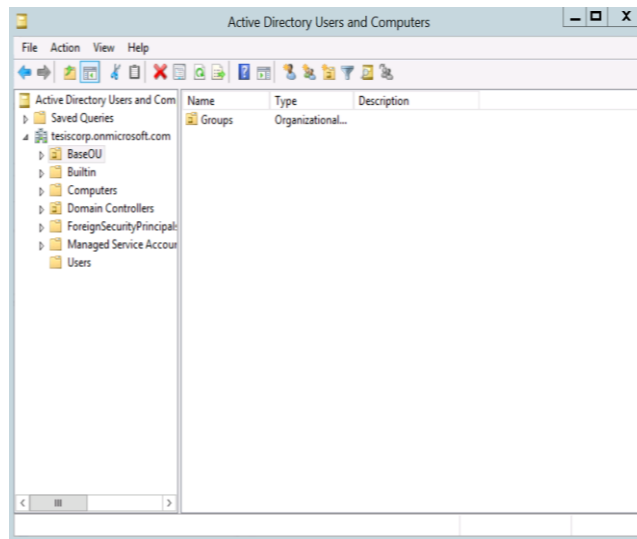 Active Directory Users and Computers
File Action View Help
Active Directory Users and Com
Saved Queries
tesiscorp.onmicrosoft.com
BaseOU
Builtin
Computers
Domain Controllers
ForeignSecurityPrincipals
Managed Service Accour
Users
Name Type Description
Groups Organizational...